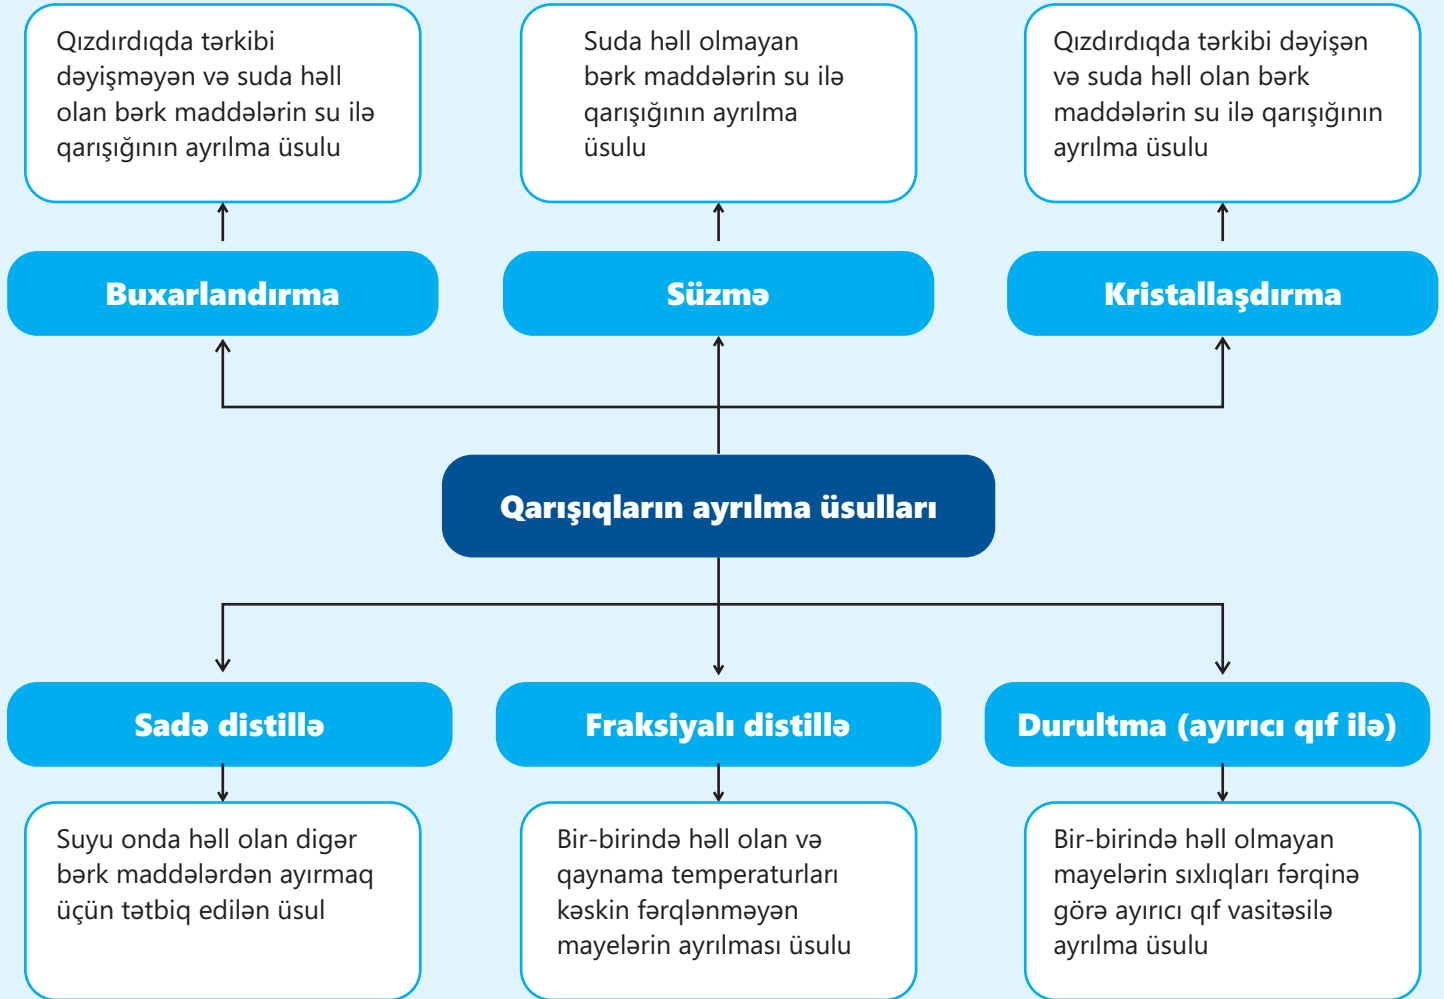 Qızdırdıqda tərkibi
dəyişməyən və suda həll
olan bərk maddələrin su ilə
qarışığının ayrılma üsulu
Suda həll olmayan
bərk maddələrin su ilə
qarışığının ayrılma
üsulu
Qızdırdıqda tərkibi dəyişən
və suda həll olan bərk
maddələrin su ilə qarışığının
ayrılma üsulu
Buxarlandırma
Süzmə
Kristallaşdırma
Qarışıqların ayrılma üsulları
Sadə distillə
Fraksiyalı distillə
Durultma (ayırıcı qıf ilə)
Suyu onda həll olan digər
bərk maddələrdən ayırmaq
üçün tətbiq edilən üsul
Bir-birində həll olan və
qaynama temperaturları
kəskin fərqlənməyən
mayelərin ayrılması üsulu
Bir-birində həll olmayan
mayelərin sıxlıqları fərqinə
görə ayırıcı qıf vasitəsilə
ayrılma üsulu